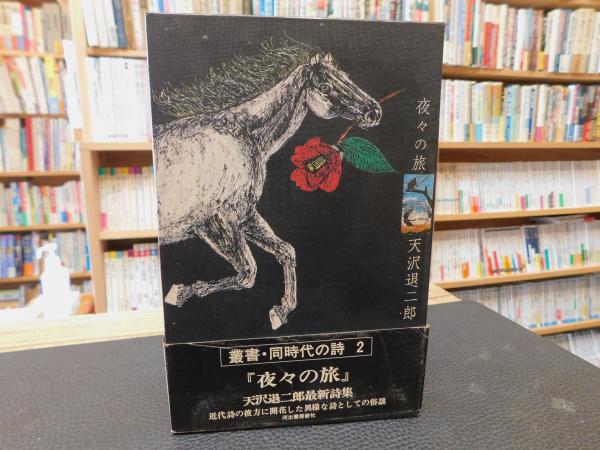 夜々の旅
天沢退二郎
叢書・同時代の詩 2
『夜々の旅』
天沢退二郎最新詩集
近代詩の彼方に開花した異様な詩としての俗謡
河出書房新社